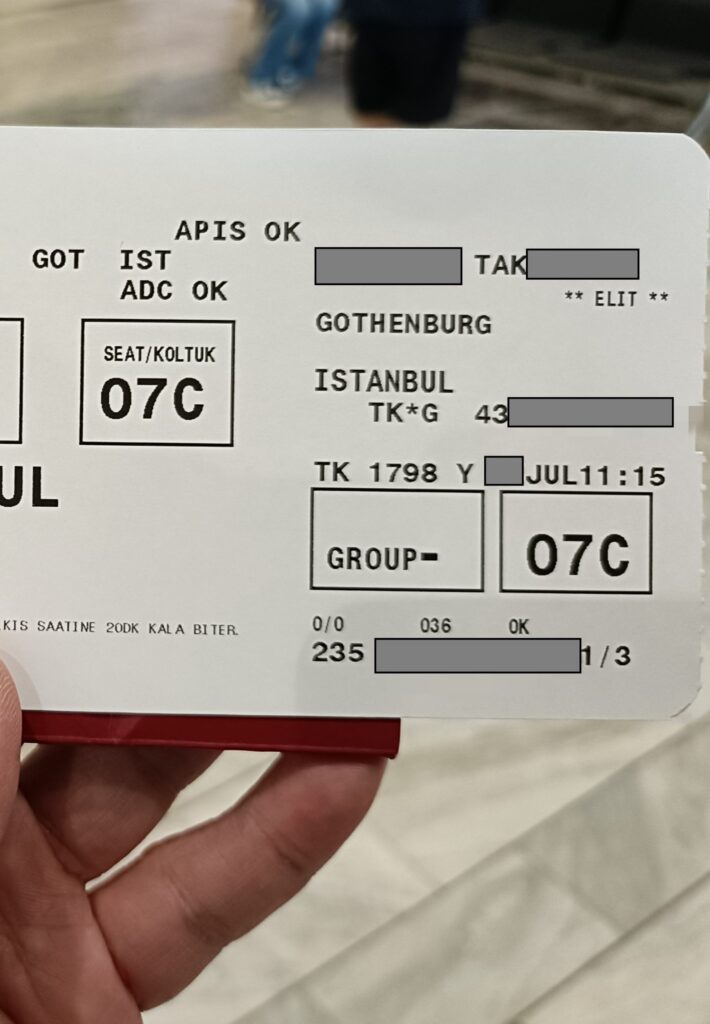 APIS OK
GOT IST
ADC OK
SEAT/KOLTUK
07C
UL
KIS SAATINE 20DK KALA BITER.
TAK
** ELIT **
GOTHENBURG
ISTANBUL
TK*G 43
TK 1798 Y JUL11:15
GROUP-
07C
0/0 036 OK
235 1/3